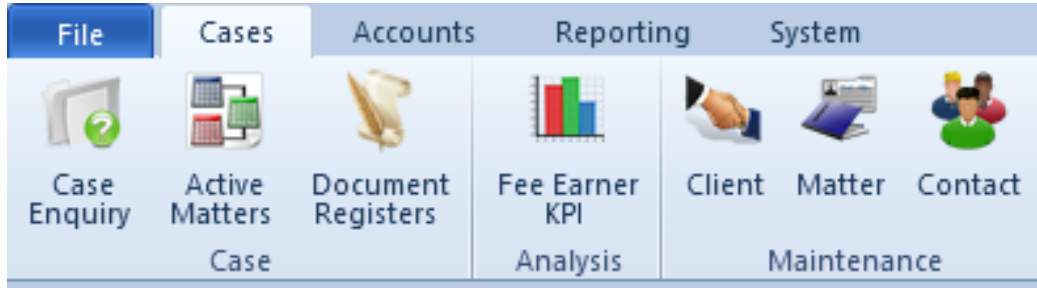 File Cases Accounts Reporting System
Case Enquiry Active Matters Document Registers Fee Earner KPI Client Matter Contact
Case Analysis Maintenance